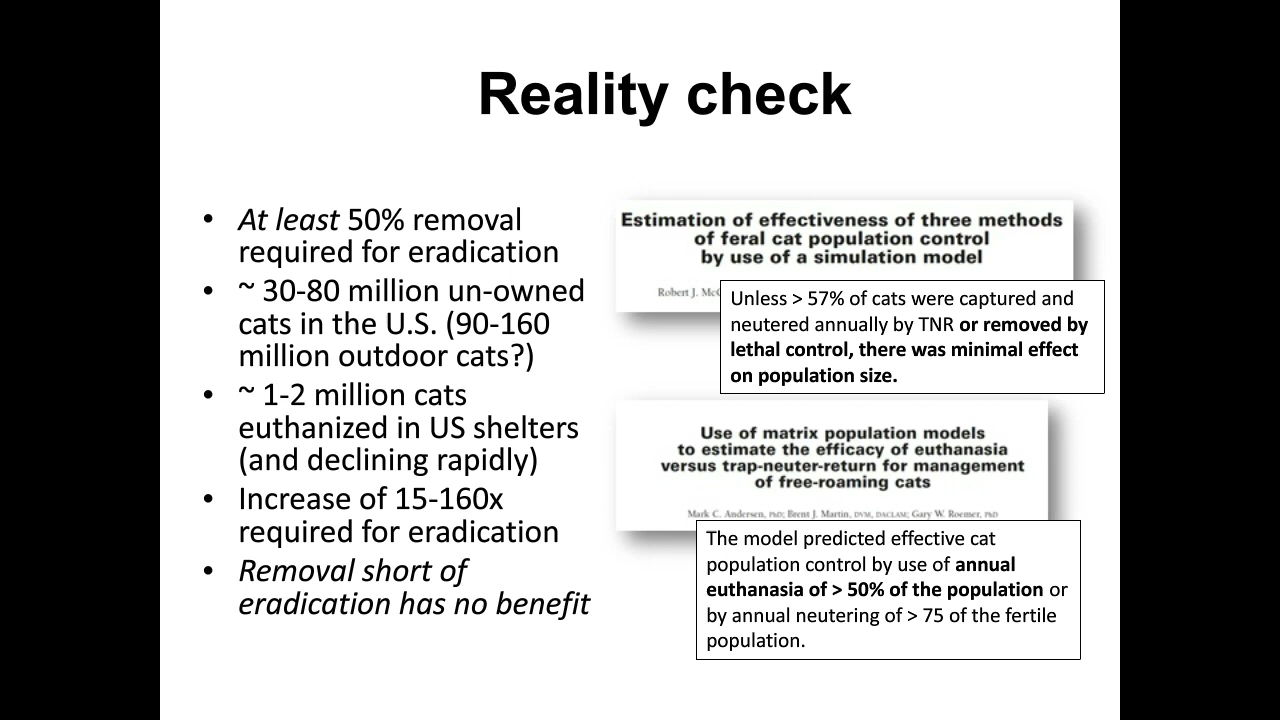 Reality check
• At least 50% removal
required for eradication
• ~ 30-80 million un-owned
cats in the U.S. (90-160
million outdoor cats?)
• ~ 1-2 million cats
euthanized in US shelters
(and declining rapidly)
• Increase of 15-160x
required for eradication
• Removal short of
eradication has no benefit
Estimation of effectiveness of three methods
of feral cat population control
by use of a simulation model
Robert J.
Unless > 57% of cats were captured and
neutered annually by TNR or removed by
lethal control, there was minimal effect
on population size.
Use of matrix population models
to estimate the efficacy of euthanasia
versus trap-neuter-return for management
of free-roaming cats
Mark C. Andersen, PhD; Brent J. Martin, DVM, DACLAM; Gary W. Roemer, PhD
The model predicted effective cat
population control by use of annual
euthanasia of > 50% of the population or
by annual neutering of > 75 of the fertile
population.